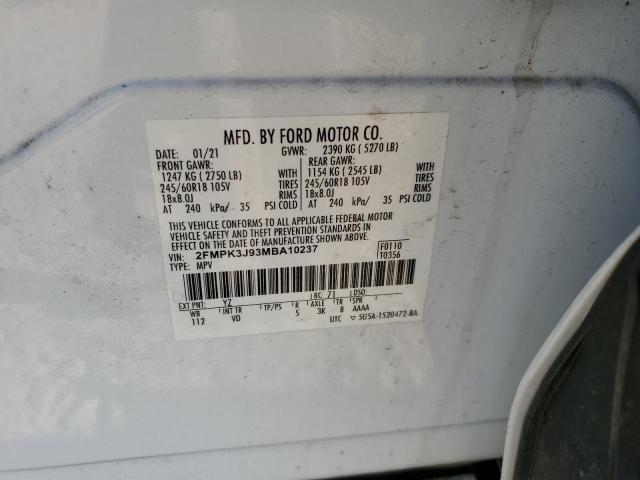 MFD. BY FORD MOTOR CO.
DATE: 01/21 GVWR: 2390 KG ( 5270 LB)
FRONT GAWR: REAR GAWR:
1247 KG ( 2750 LB) WITH 1154 KG ( 2545 LB) WITH
245/60R18 105V TIRES 245/60R18 105V TIRES
18x8.0J RIMS 18x8.0J RIMS
AT 240 kPa/ 35 PSI COLD AT 240 kPa/ 35 PSI COLD
THIS VEHICLE CONFORMS TO ALL APPLICABLE FEDERAL MOTOR
VEHICLE SAFETY AND THEFT PREVENTION STANDARDS IN
EFFECT ON THE DATE OF MANUFACTURE SHOWN ABOVE.
VIN: 2FMPK3J93MBA10237 F0110
TYPE: MPV T0356
EXT PNT: YZ RC: 71 DSO:
WB INT TR TP/PS R AXLE TR SPR
112 VD S 3K 8 AAAA
UTC ▽ 5U5A-1520472-BA